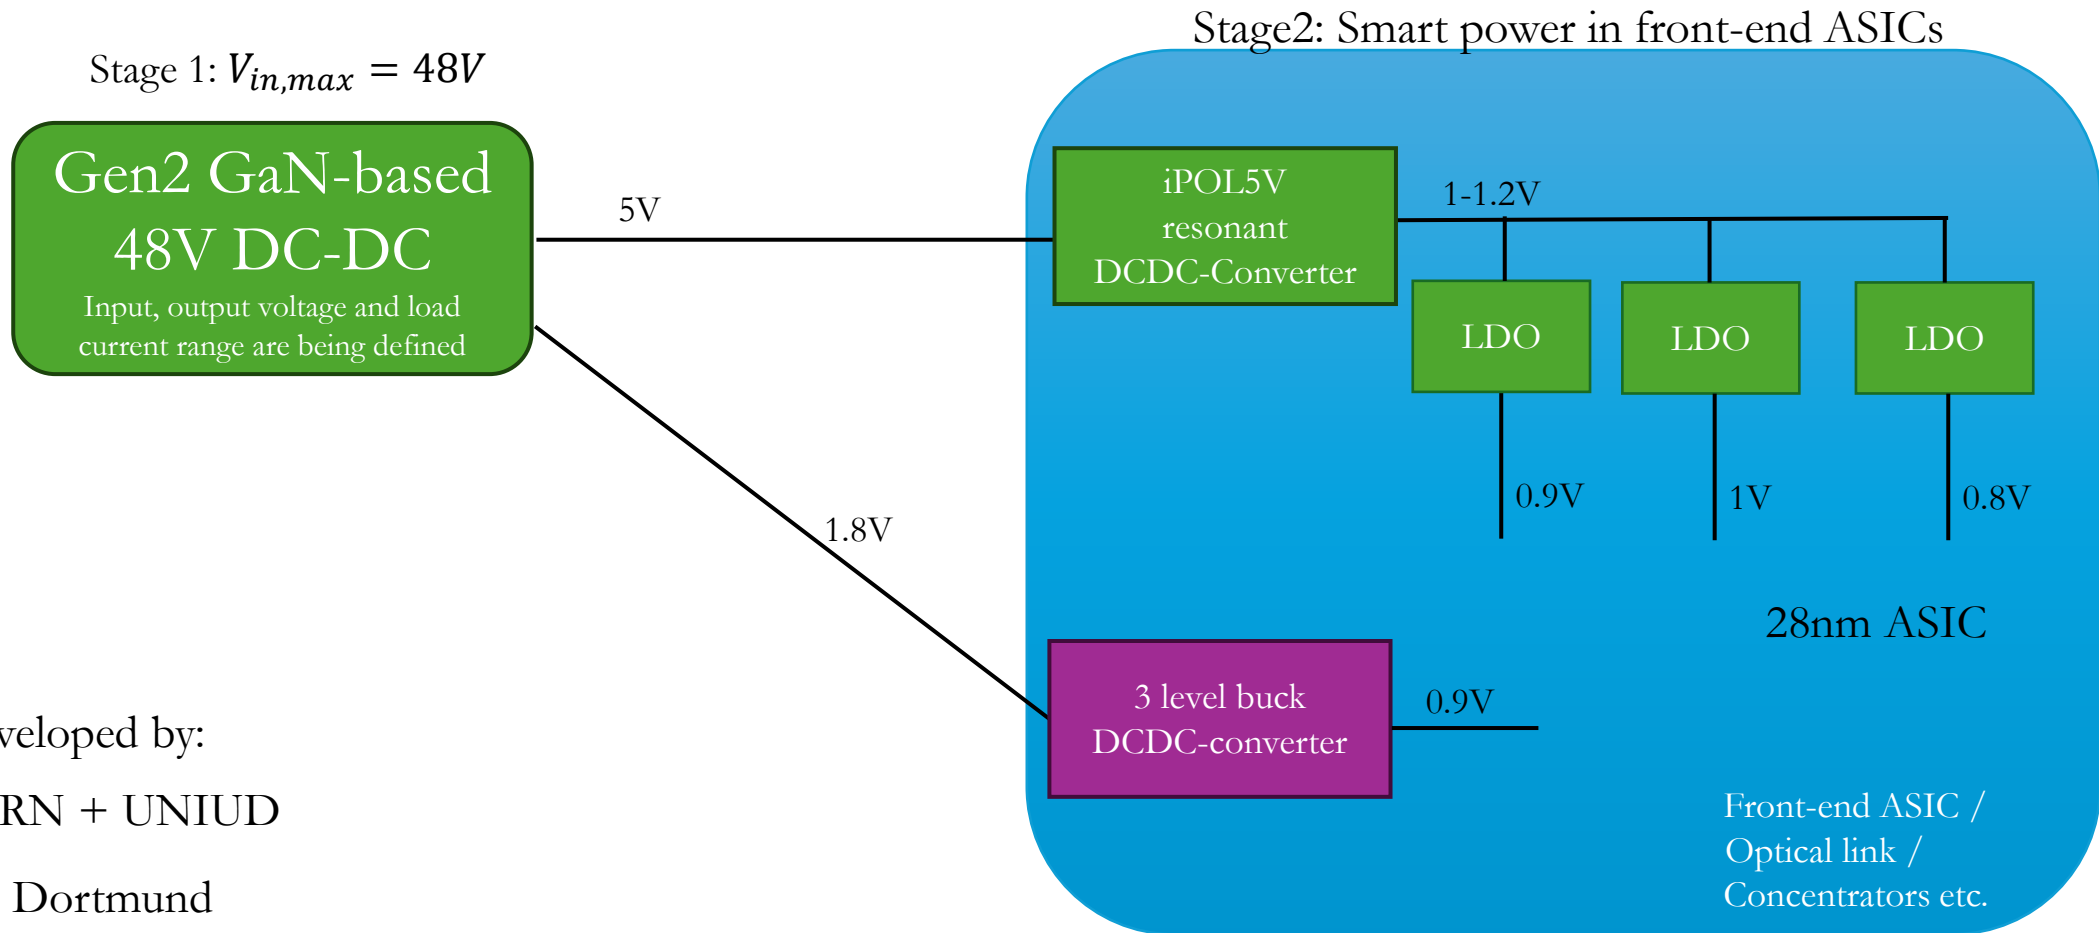 Stage2: Smart power in front-end ASICs
Stage 1: V_{in,max} = 48V
Gen2 GaN-based
48V DC-DC
Input, output voltage and load
current range are being defined
5V
1.8V
iPOL5V
resonant
DCDC-Converter
1-1.2V
LDO
LDO
LDO
0.9V
1V
0.8V
28nm ASIC
3 level buck
DCDC-converter
0.9V
Front-end ASIC /
Optical link /
Concentrators etc.
veloped by:
RN + UNIUD
Dortmund